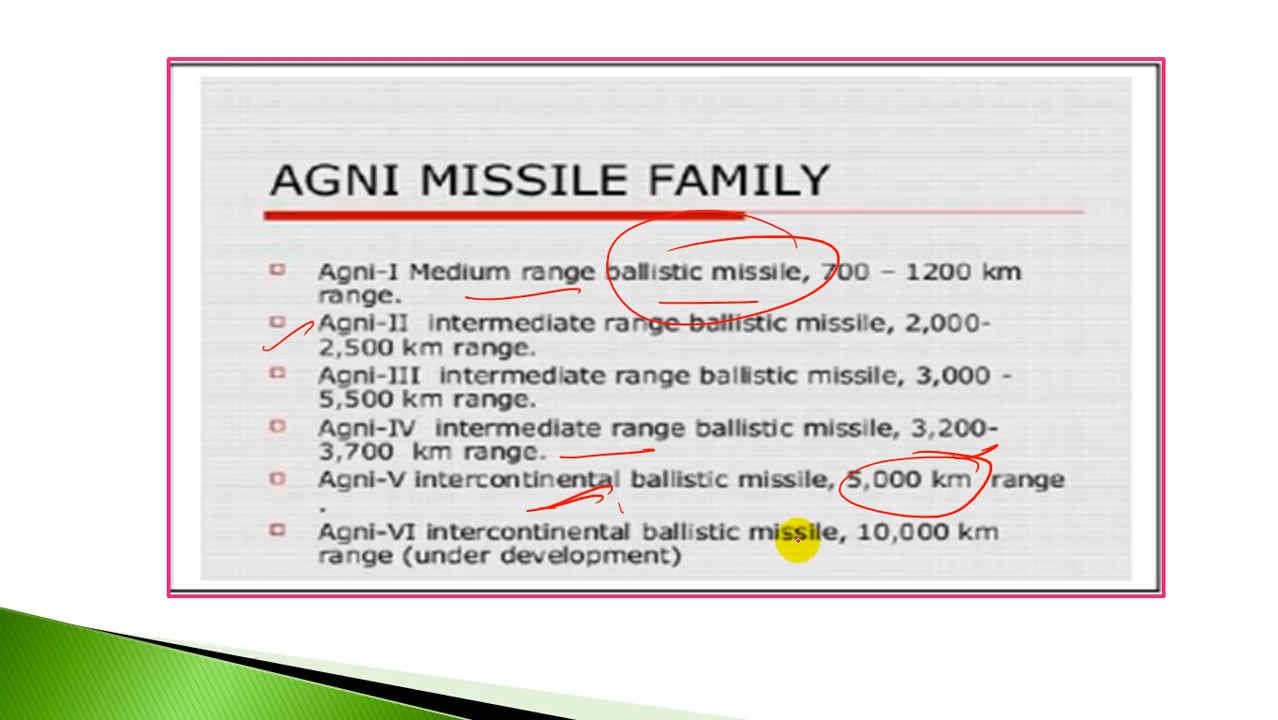 AGNI MISSILE FAMILY
Agni-I Medium range ballistic missile, 700 – 1200 km
range.
Agni-II intermediate range ballistic missile, 2,000-
2,500 km range.
Agni-III intermediate range ballistic missile, 3,000 -
5,500 km range.
Agni-IV intermediate range ballistic missile, 3,200-
3,700 km range.
Agni-V intercontinental ballistic missile, 5,000 km range
.
Agni-VI intercontinental ballistic missile, 10,000 km
range (under development)